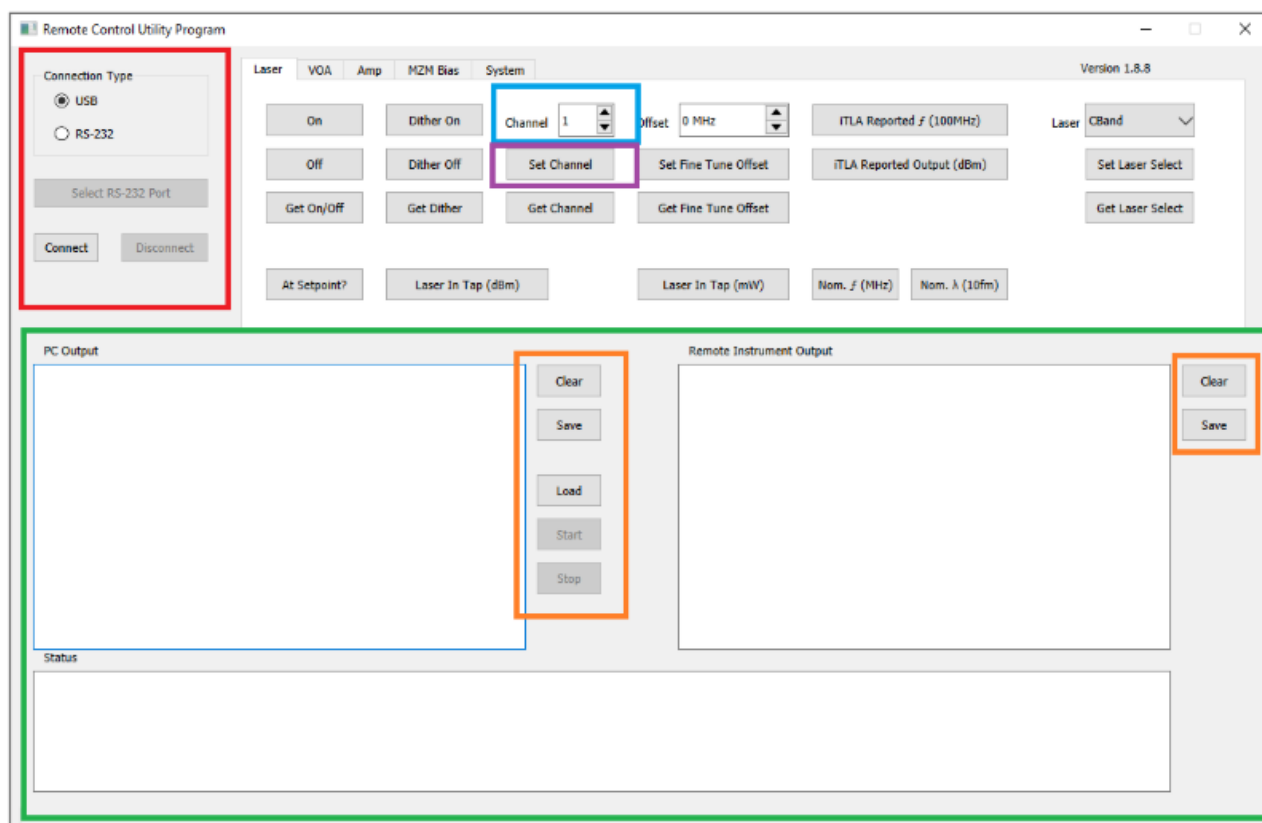 Remote Control Utility Program
Connection Type
USB
RS-232
Select RS-232 Port
Connect Disconnect
Laser VOA Amp MZM Bias System Version 1.8.8
On Dither On Channel 1 Offset 0 MHz iTLA Reported ƒ (100MHz) Laser CBand
Off Dither Off Set Channel Set Fine Tune Offset iTLA Reported Output (dBm) Set Laser Select
Get On/Off Get Dither Get Channel Get Fine Tune Offset Get Laser Select
At Setpoint? Laser In Tap (dBm) Laser In Tap (mW) Nom. ƒ (MHz) Nom. λ (10fm)
PC Output Remote Instrument Output
Clear Clear
Save Save
Load
Start
Stop
Status